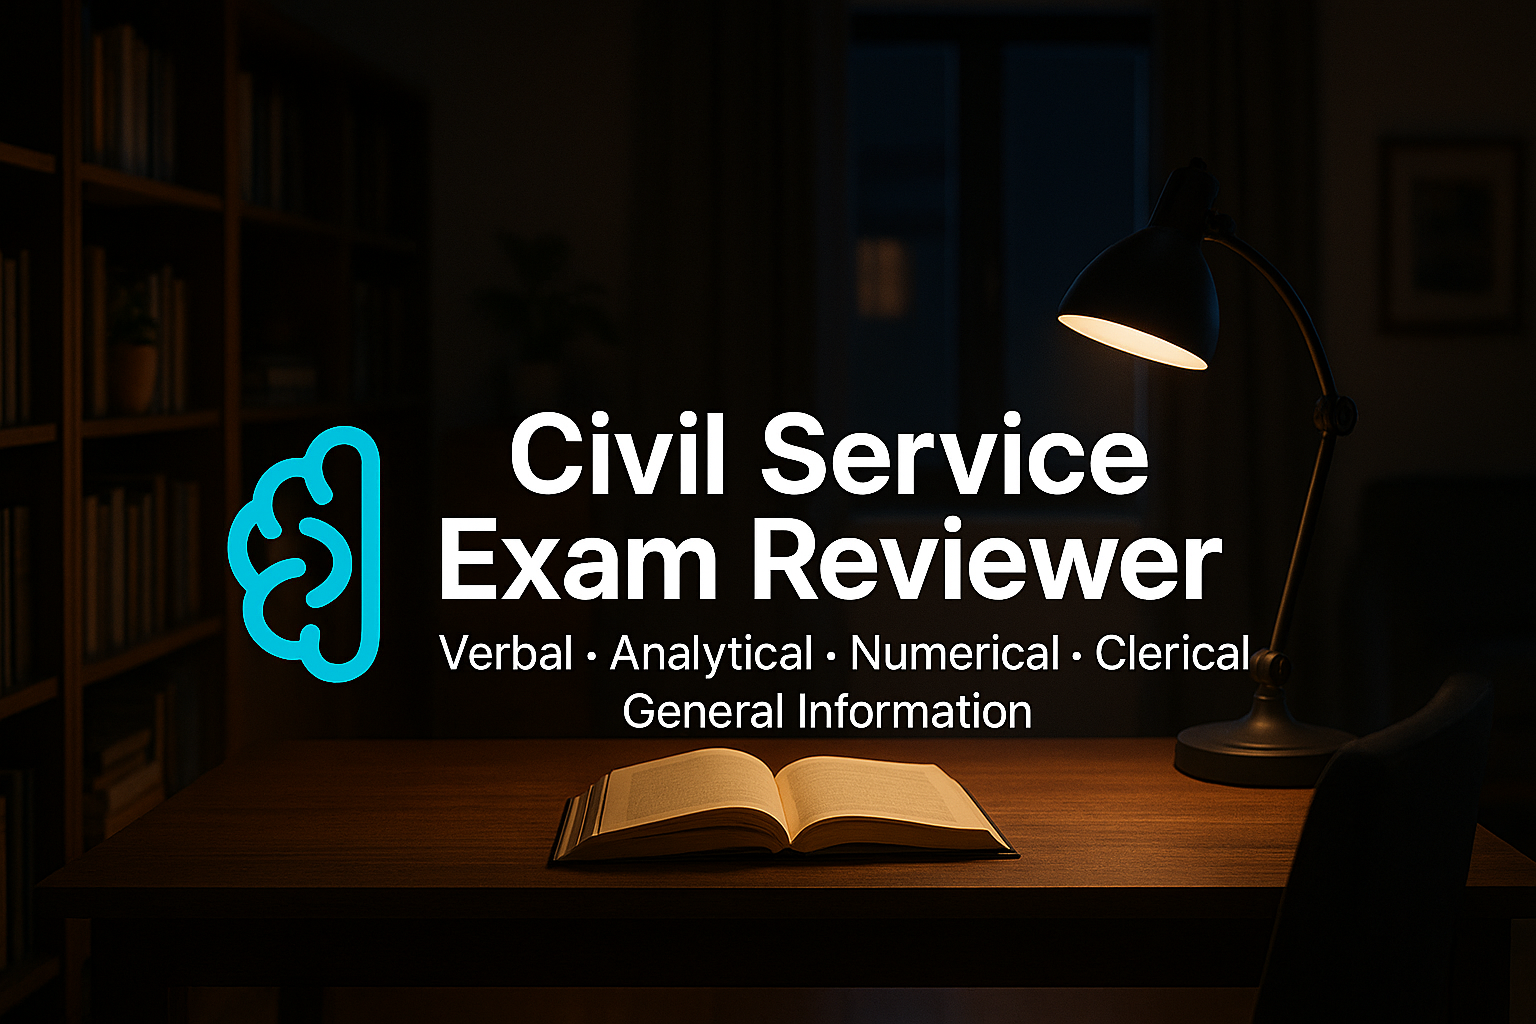 Civil Service
Exam Reviewer
Verbal · Analytical · Numerical · Clerical
General Information